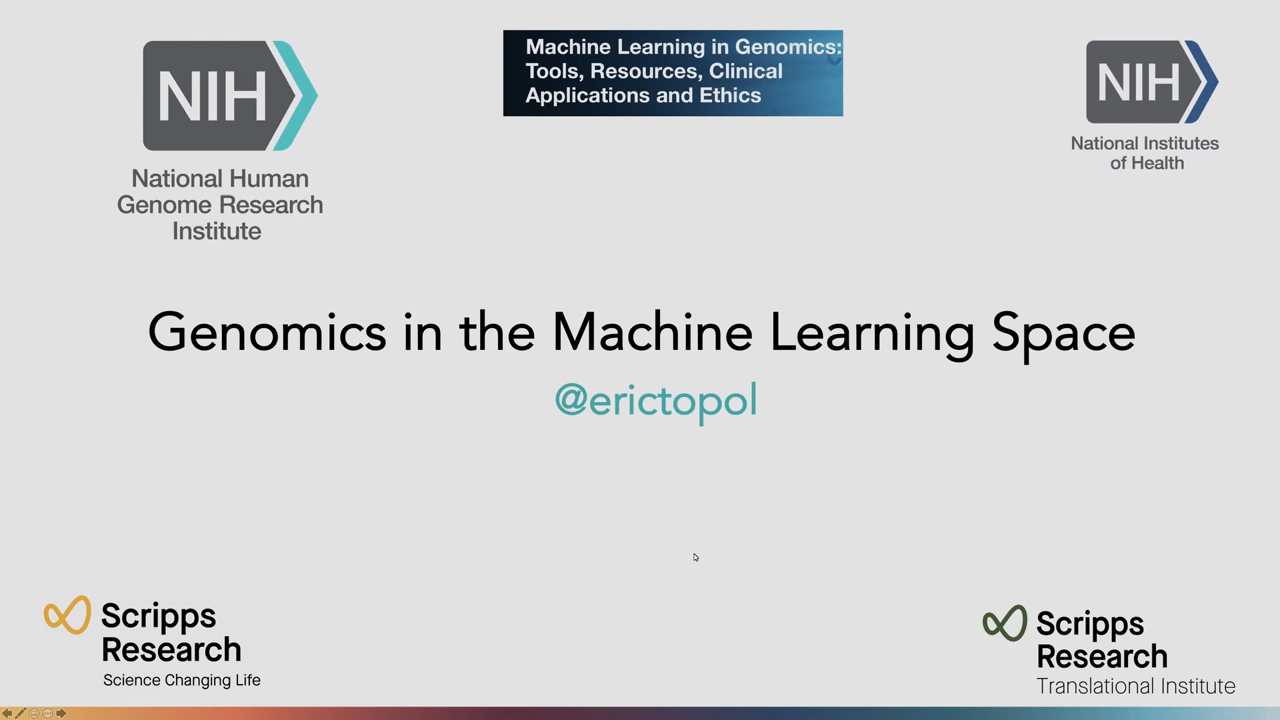 NIH
National Human
Genome Research
Institute
Machine Learning in Genomics:
Tools, Resources, Clinical
Applications and Ethics
NIH
National Institutes
of Health
Genomics in the Machine Learning Space
@erictopol
Scripps
Research
Science Changing Life
Scripps
Research
Translational Institute